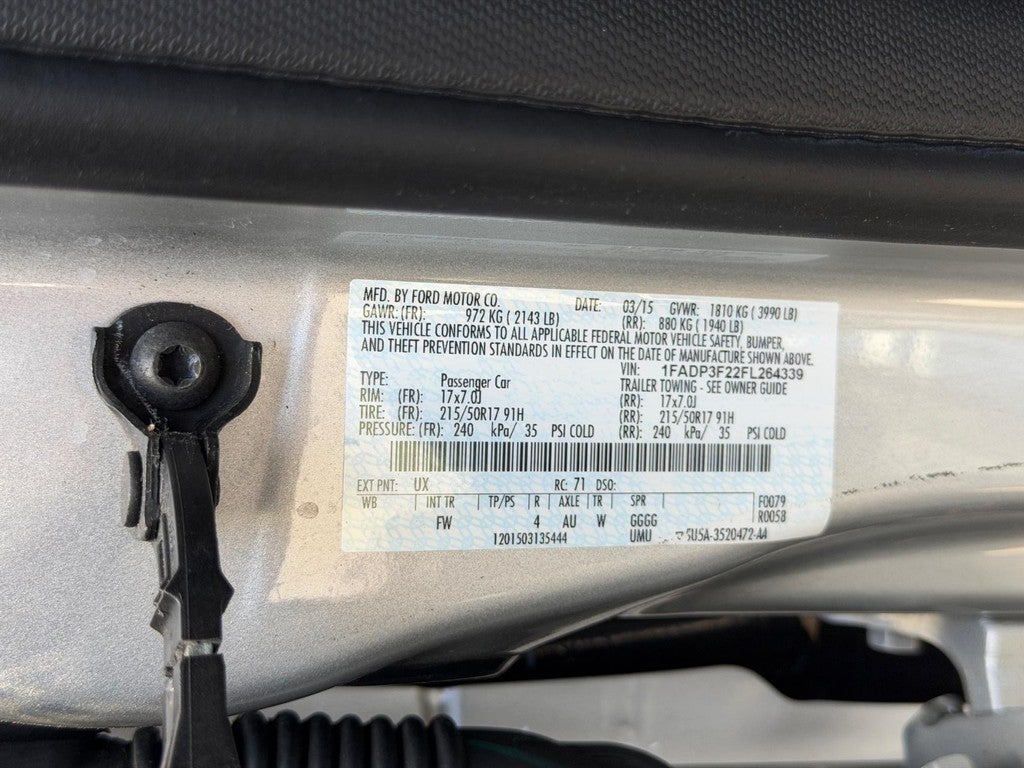 MFD. BY FORD MOTOR CO. DATE: 03/15 GVWR: 1810 KG ( 3990 LB)
GAWR: (FR): 972 KG ( 2143 LB) (RR): 880 KG ( 1940 LB)
THIS VEHICLE CONFORMS TO ALL APPLICABLE FEDERAL MOTOR VEHICLE SAFETY, BUMPER,
AND THEFT PREVENTION STANDARDS IN EFFECT ON THE DATE OF MANUFACTURE SHOWN ABOVE.
VIN: 1FADP3F22FL264339
TYPE: Passenger Car TRAILER TOWING - SEE OWNER GUIDE
RIM: (FR): 17x7.0J (RR): 17x7.0J
TIRE: (FR): 215/50R17 91H (RR): 215/50R17 91H
PRESSURE: (FR): 240 kPa/ 35 PSI COLD (RR): 240 kPa/ 35 PSI COLD
EXT PNT: UX RC: 71 DSO:
WB INT TR TP/PS R AXLE TR SPR F0079
FW 4 AU W GGGG R0058
1201503135444 UMU 5U5A-3520472-AA